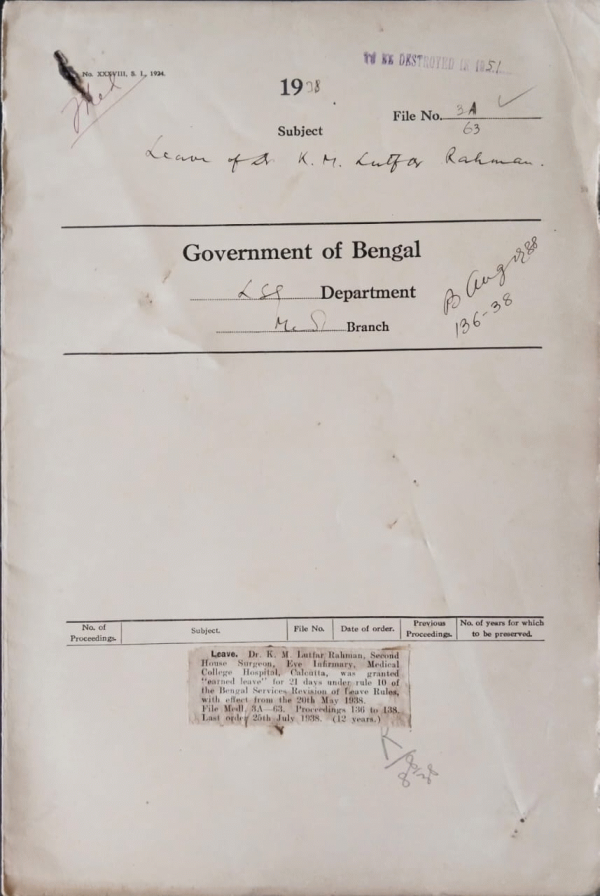 No. XXXVIII, S. L., 1934.
TO BE DESTROYED IN 1951
1938
File No. 3A
63
Subject
Leave of Dr K. M. Lutfar Rahman.
Government of Bengal
LSG Department
Branch
B Aug 1938
136-38
No. of Proceedings. Subject. File No. Date of order. Previous Proceedings. No. of years for which to be preserved.
Leave. Dr. K. M. Lutfar Rahman, Second
House Surgeon, Eye Infirmary, Medical
College Hospital, Calcutta, was granted
"earned leave" for 21 days under rule 10 of
the Bengal Services Revision of Leave Rules,
with effect from the 20th May 1938.
File Medl. 3A—63. Proceedings 136 to 138.
Last order 25th July 1938. (12 years.)